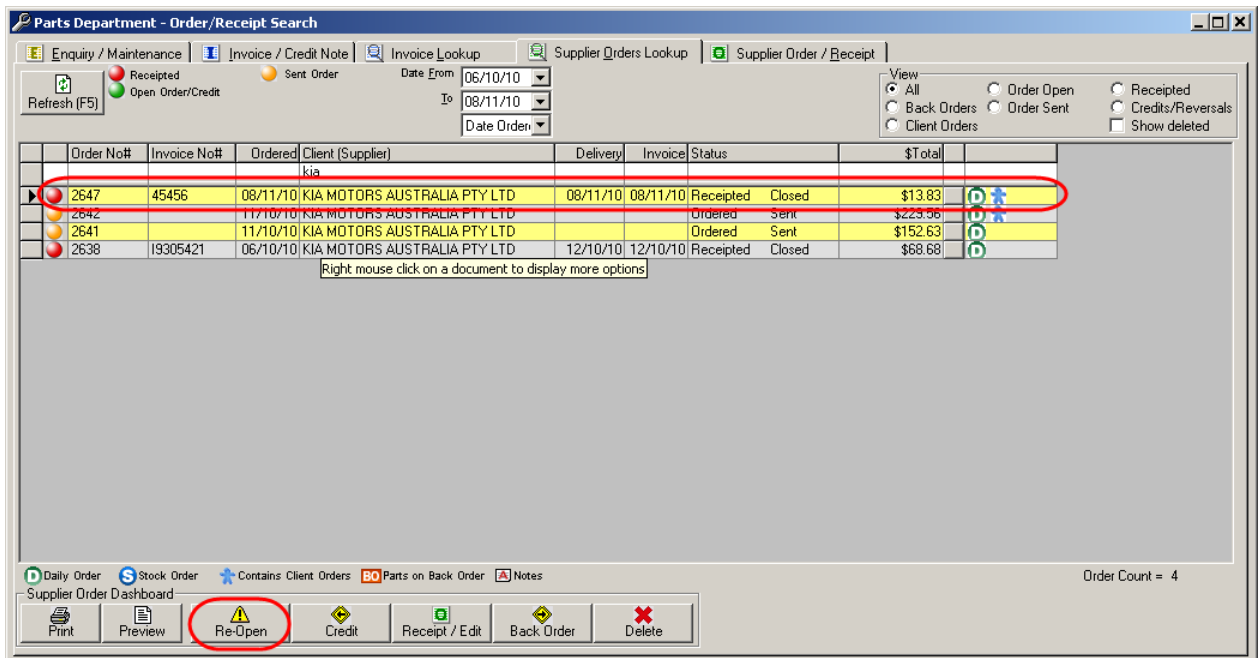 Parts Department - Order/Receipt Search
E Enquiry / Maintenance I Invoice / Credit Note Invoice Lookup Supplier Orders Lookup Supplier Order / Receipt
Refresh (F5)
Receipted Sent Order
Open Order/Credit
Date From 06/10/10
To 08/11/10
Date Order
View
All Order Open Receipted
Back Orders Order Sent Credits/Reversals
Client Orders Show deleted
Order No# Invoice No# Ordered Client (Supplier) Delivery Invoice Status $Total
kia
2647 45456 08/11/10 KIA MOTORS AUSTRALIA PTY LTD 08/11/10 08/11/10 Receipted Closed $13.83 D
2642 11/10/10 KIA MOTORS AUSTRALIA PTY LTD Ordered Sent $229.56 D
2641 11/10/10 KIA MOTORS AUSTRALIA PTY LTD Ordered Sent $152.63 D
2638 I9305421 06/10/10 KIA MOTORS AUSTRALIA PTY LTD 12/10/10 12/10/10 Receipted Closed $68.68 D
Right mouse click on a document to display more options
D Daily Order S Stock Order Contains Client Orders BO Parts on Back Order A Notes Order Count = 4
Supplier Order Dashboard
Print Preview Re-Open Credit Receipt / Edit Back Order Delete